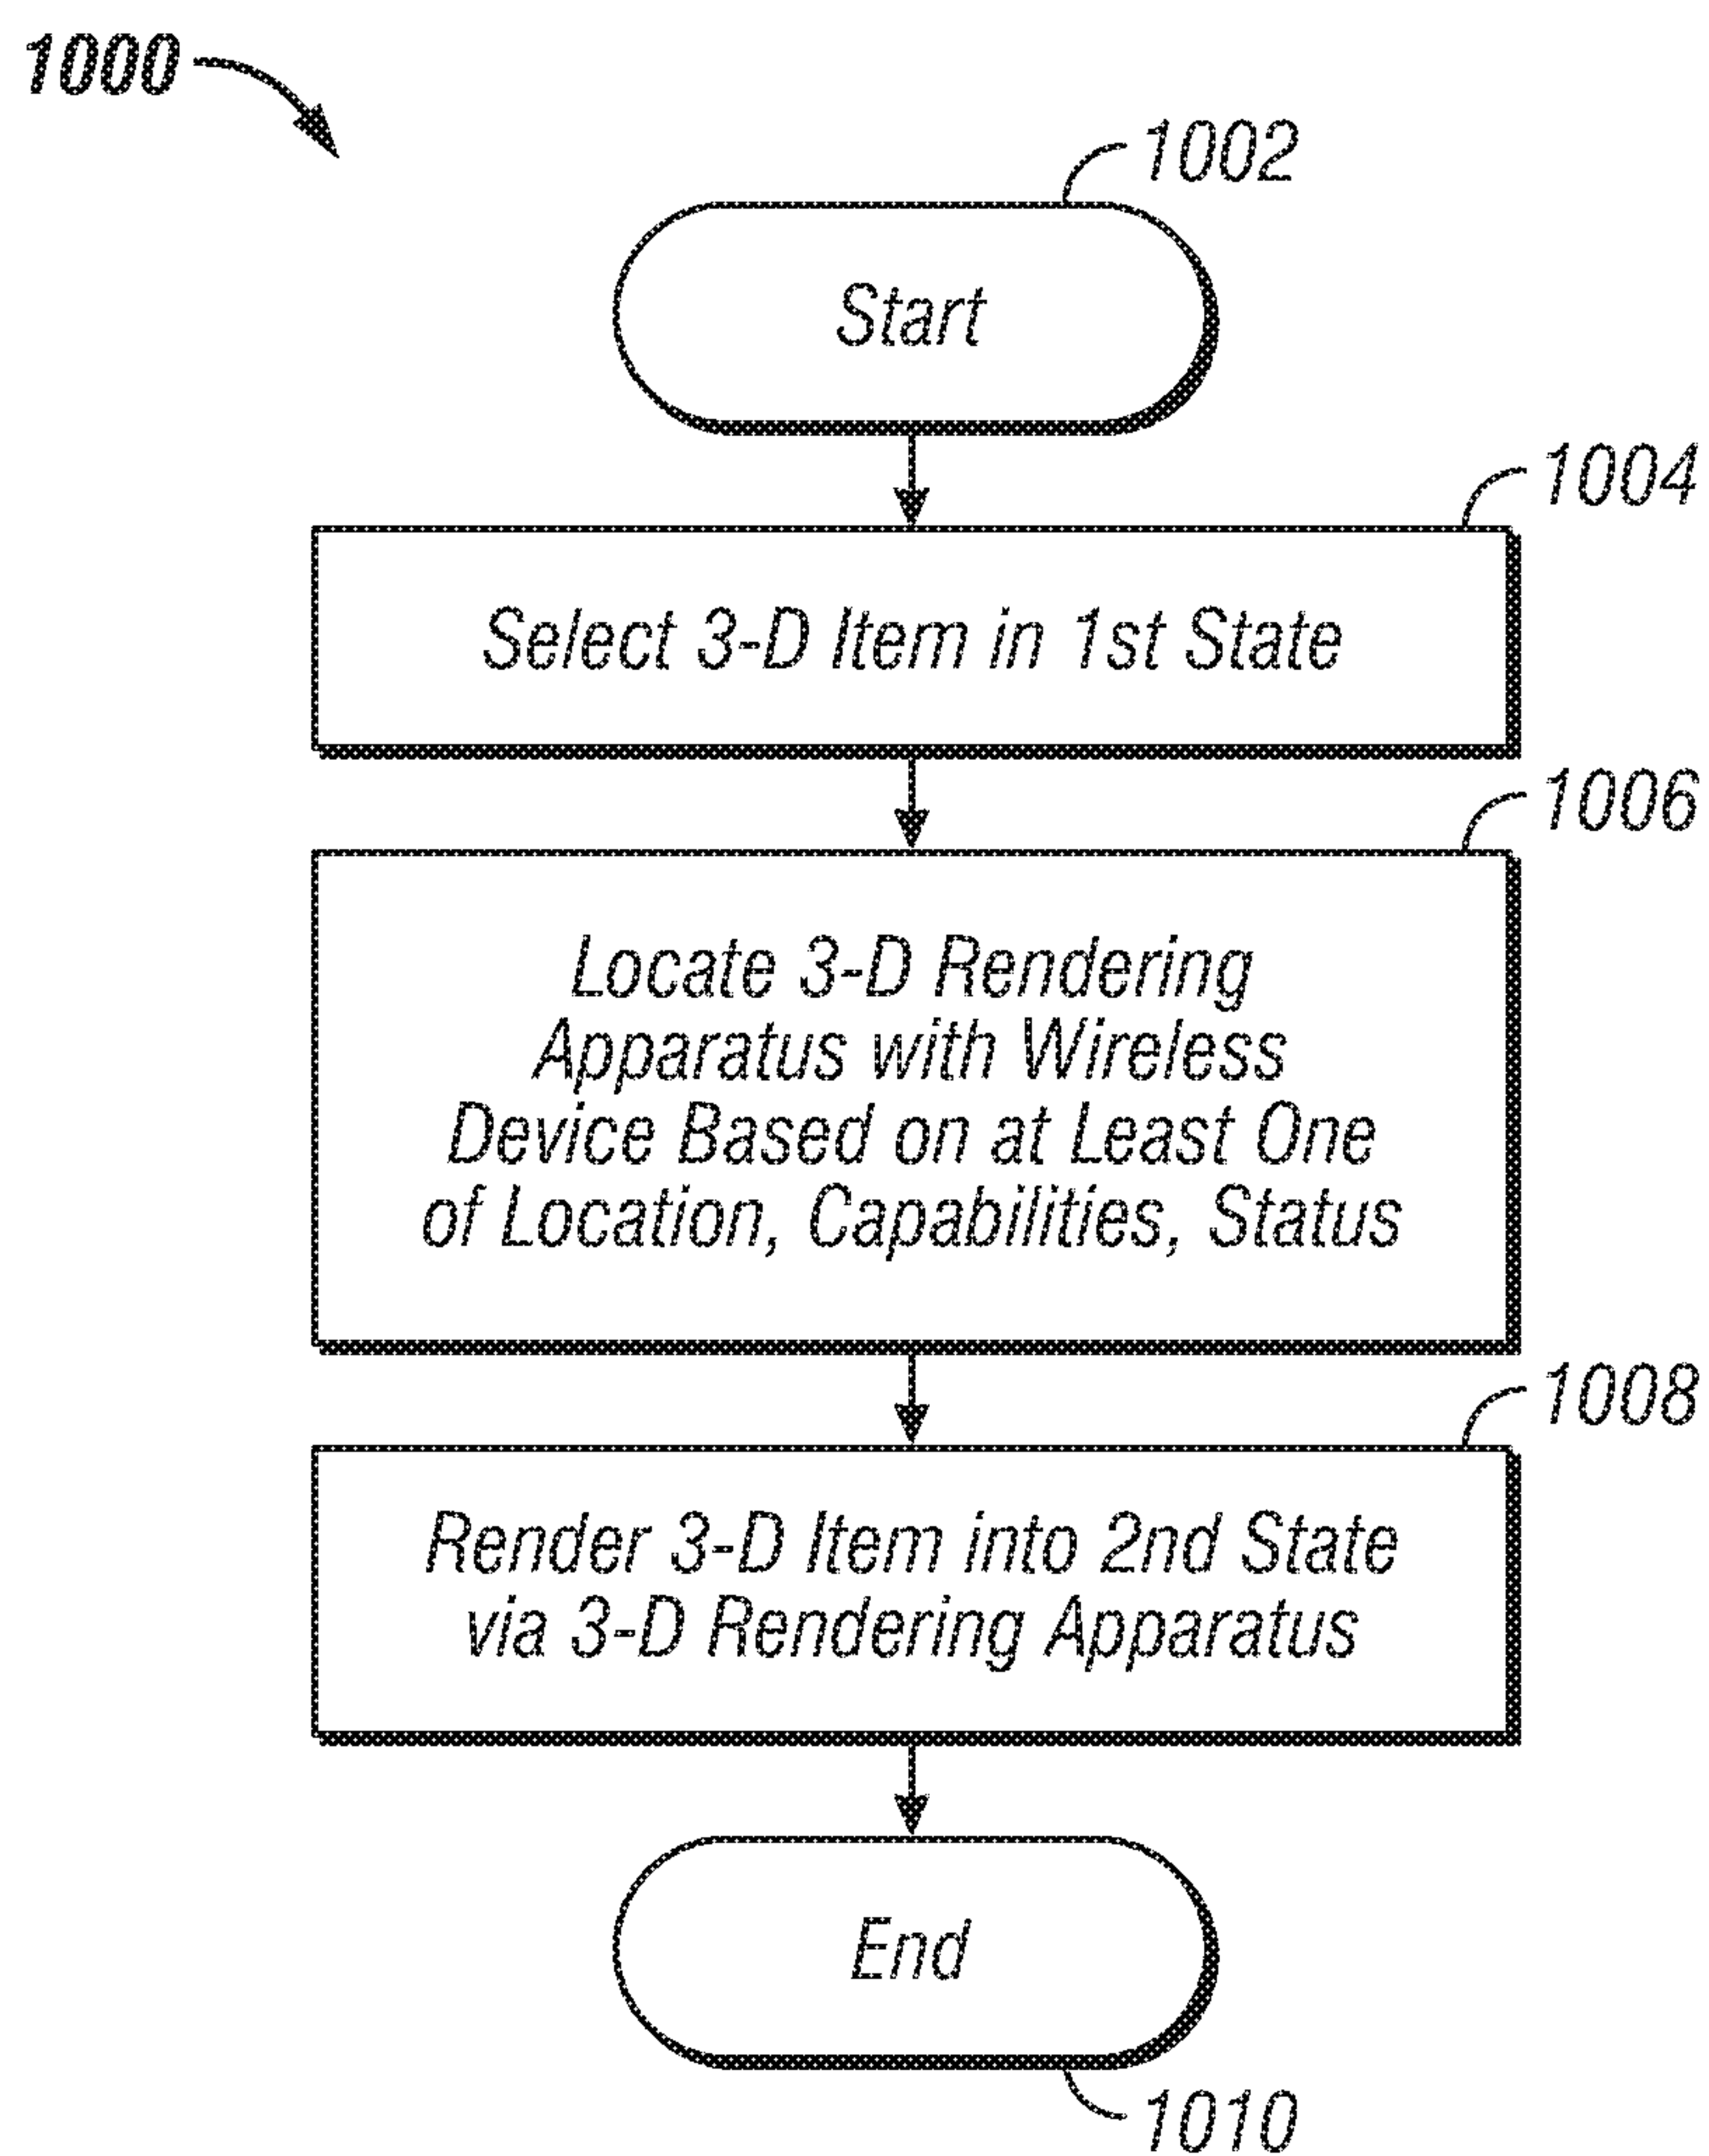 1000
1002
Start
1004
Select 3-D Item in 1st State
1006
Locate 3-D Rendering
Apparatus with Wireless
Device Based on at Least One
of Location, Capabilities, Status
1008
Render 3-D Item into 2nd State
via 3-D Rendering Apparatus
End
1010